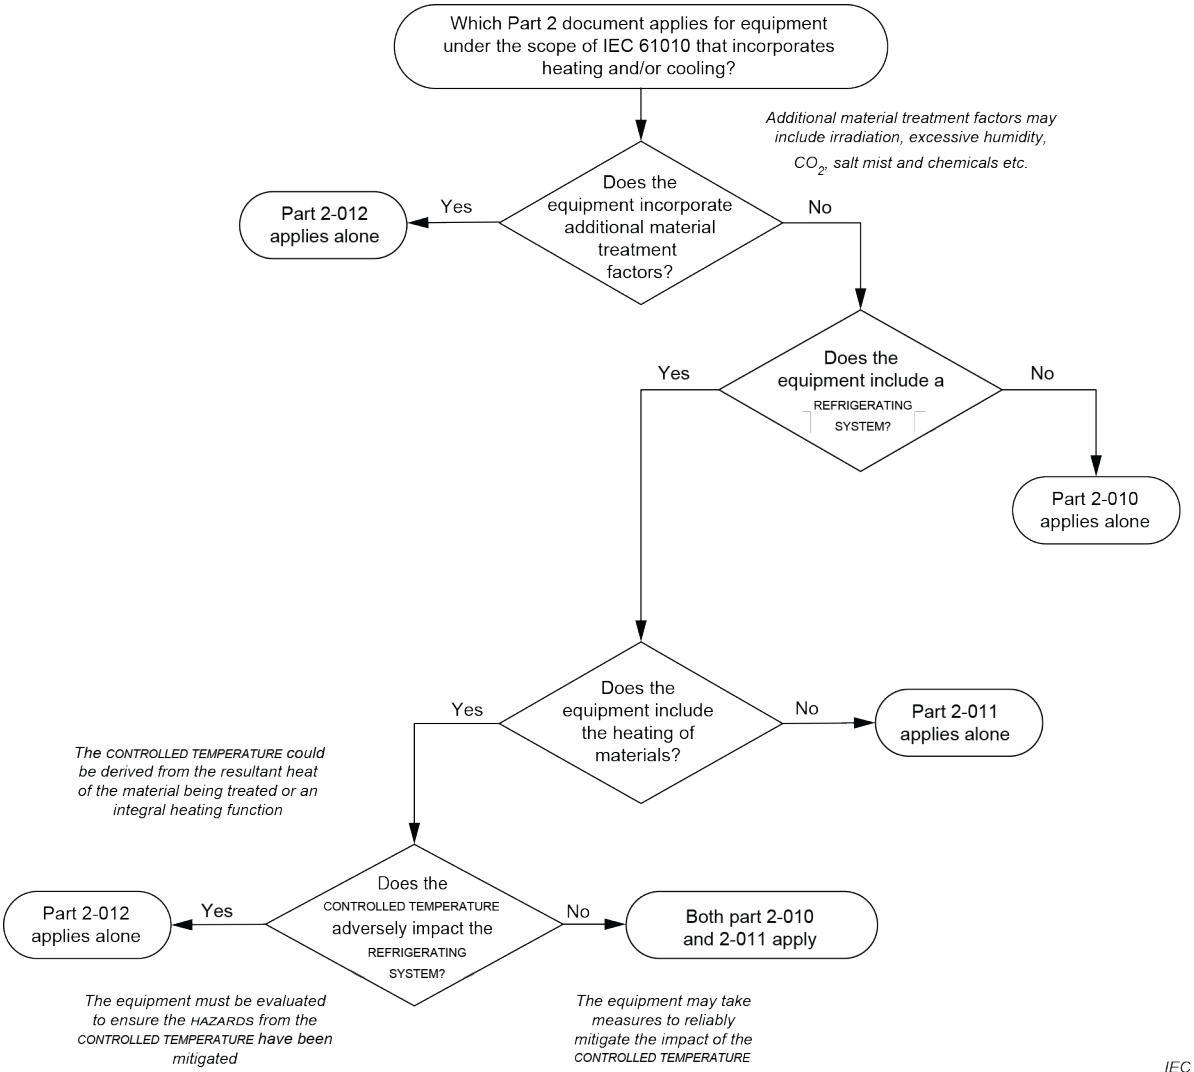 Which Part 2 document applies for equipment
under the scope of IEC 61010 that incorporates
heating and/or cooling?
Additional material treatment factors may
include irradiation, excessive humidity,
CO2, salt mist and chemicals etc.
Does the
equipment incorporate
additional material
treatment
factors?
Yes
No
Part 2-012
applies alone
Does the
equipment include a
REFRIGERATING
SYSTEM?
Yes
No
Part 2-010
applies alone
Does the
equipment include
the heating of
materials?
Yes
No
Part 2-011
applies alone
The CONTROLLED TEMPERATURE could
be derived from the resultant heat
of the material being treated or an
integral heating function
Does the
CONTROLLED TEMPERATURE
adversely impact the
REFRIGERATING
SYSTEM?
Yes
No
Part 2-012
applies alone
Both part 2-010
and 2-011 apply
The equipment must be evaluated
to ensure the HAZARDS from the
CONTROLLED TEMPERATURE have been
mitigated
The equipment may take
measures to reliably
mitigate the impact of the
CONTROLLED TEMPERATURE
IEC